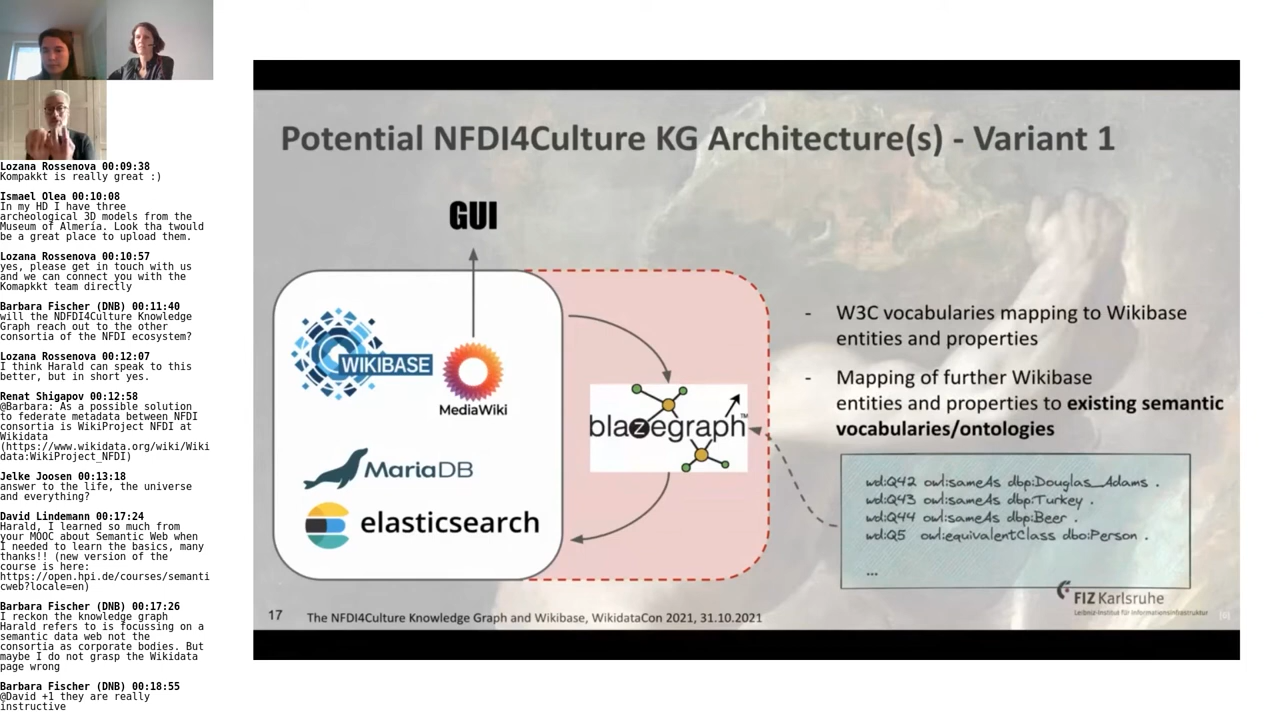 Lozana Rossenova 00:09:38
Kompakkt is really great :)
Ismael Olea 00:10:08
In my HD I have three
archeological 3D models from the
Museum of Almería. Look tha twould
be a great place to upload them.
Lozana Rossenova 00:10:57
yes, please get in touch with us
and we can connect you with the
Komapkkt team directly
Barbara Fischer (DNB) 00:11:40
will the NDFDI4Culture Knowledge
Graph reach out to the other
consortia of the NFDI ecosystem?
Lozana Rossenova 00:12:07
I think Harald can speak to this
better, but in short yes.
Renat Shigapov 00:12:58
@Barbara: As a possible solution
to federate metadata between NFDI
consortia is WikiProject NFDI at
Wikidata
(https://www.wikidata.org/wiki/Wiki
data:WikiProject_NFDI)
Jelke Joosen 00:13:18
answer to the life, the universe
and everything?
David Lindemann 00:17:24
Harald, I learned so much from
your MOOC about Semantic Web when
I needed to learn the basics, many
thanks!! (new version of the
course is here:
https://open.hpi.de/courses/semanti
cweb?locale=en)
Barbara Fischer (DNB) 00:17:26
I reckon the knowledge graph
Harald refers to is focussing on a
semantic data web not the
consortia as corporate bodies. But
maybe I do not grasp the Wikidata
page wrong
Barbara Fischer (DNB) 00:18:55
@David +1 they are really
instructive
Potential NFDI4Culture KG Architecture(s) - Variant 1
GUI
WIKIBASE
MediaWiki
MariaDB
elasticsearch
blazegraph™
- W3C vocabularies mapping to Wikibase
entities and properties
- Mapping of further Wikibase
entities and properties to existing semantic
vocabularies/ontologies
wd:Q42 owl:sameAs dbp:Douglas_Adams .
wd:Q43 owl:sameAs dbp:Turkey .
wd:Q44 owl:sameAs dbp:Beer .
wd:Q5 owl:equivalentClass dbo:Person .
...
FIZ Karlsruhe
Leibniz-Institut für Informationsinfrastruktur
17
The NFDI4Culture Knowledge Graph and Wikibase, WikidataCon 2021, 31.10.2021